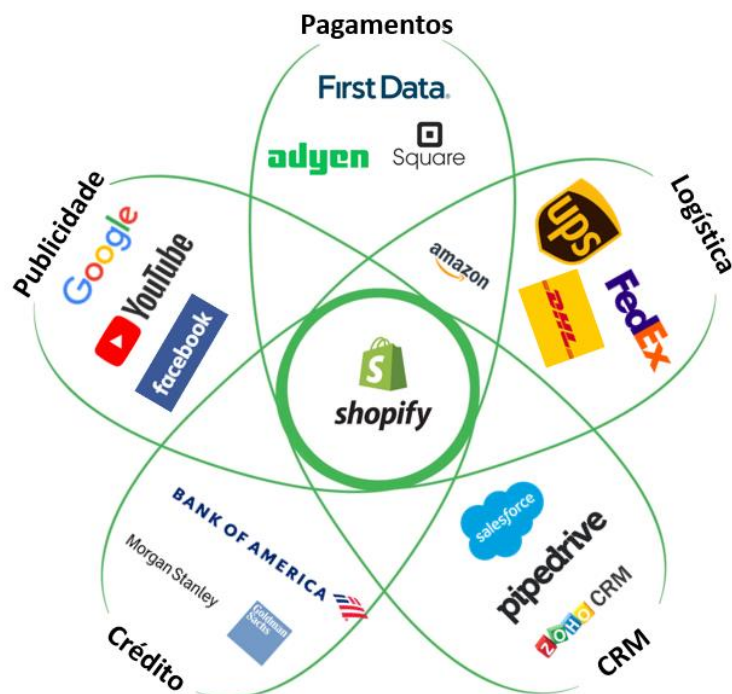 Pagamentos
First Data.
adyen
Square
Publicidade
Google
YouTube
facebook
Logística
ups
DHL
FedEx
amazon
shopify
BANK OF AMERICA
Morgan Stanley
Goldman
Sachs
Crédito
salesforce
pipedrive
ZOHO CRM
CRM